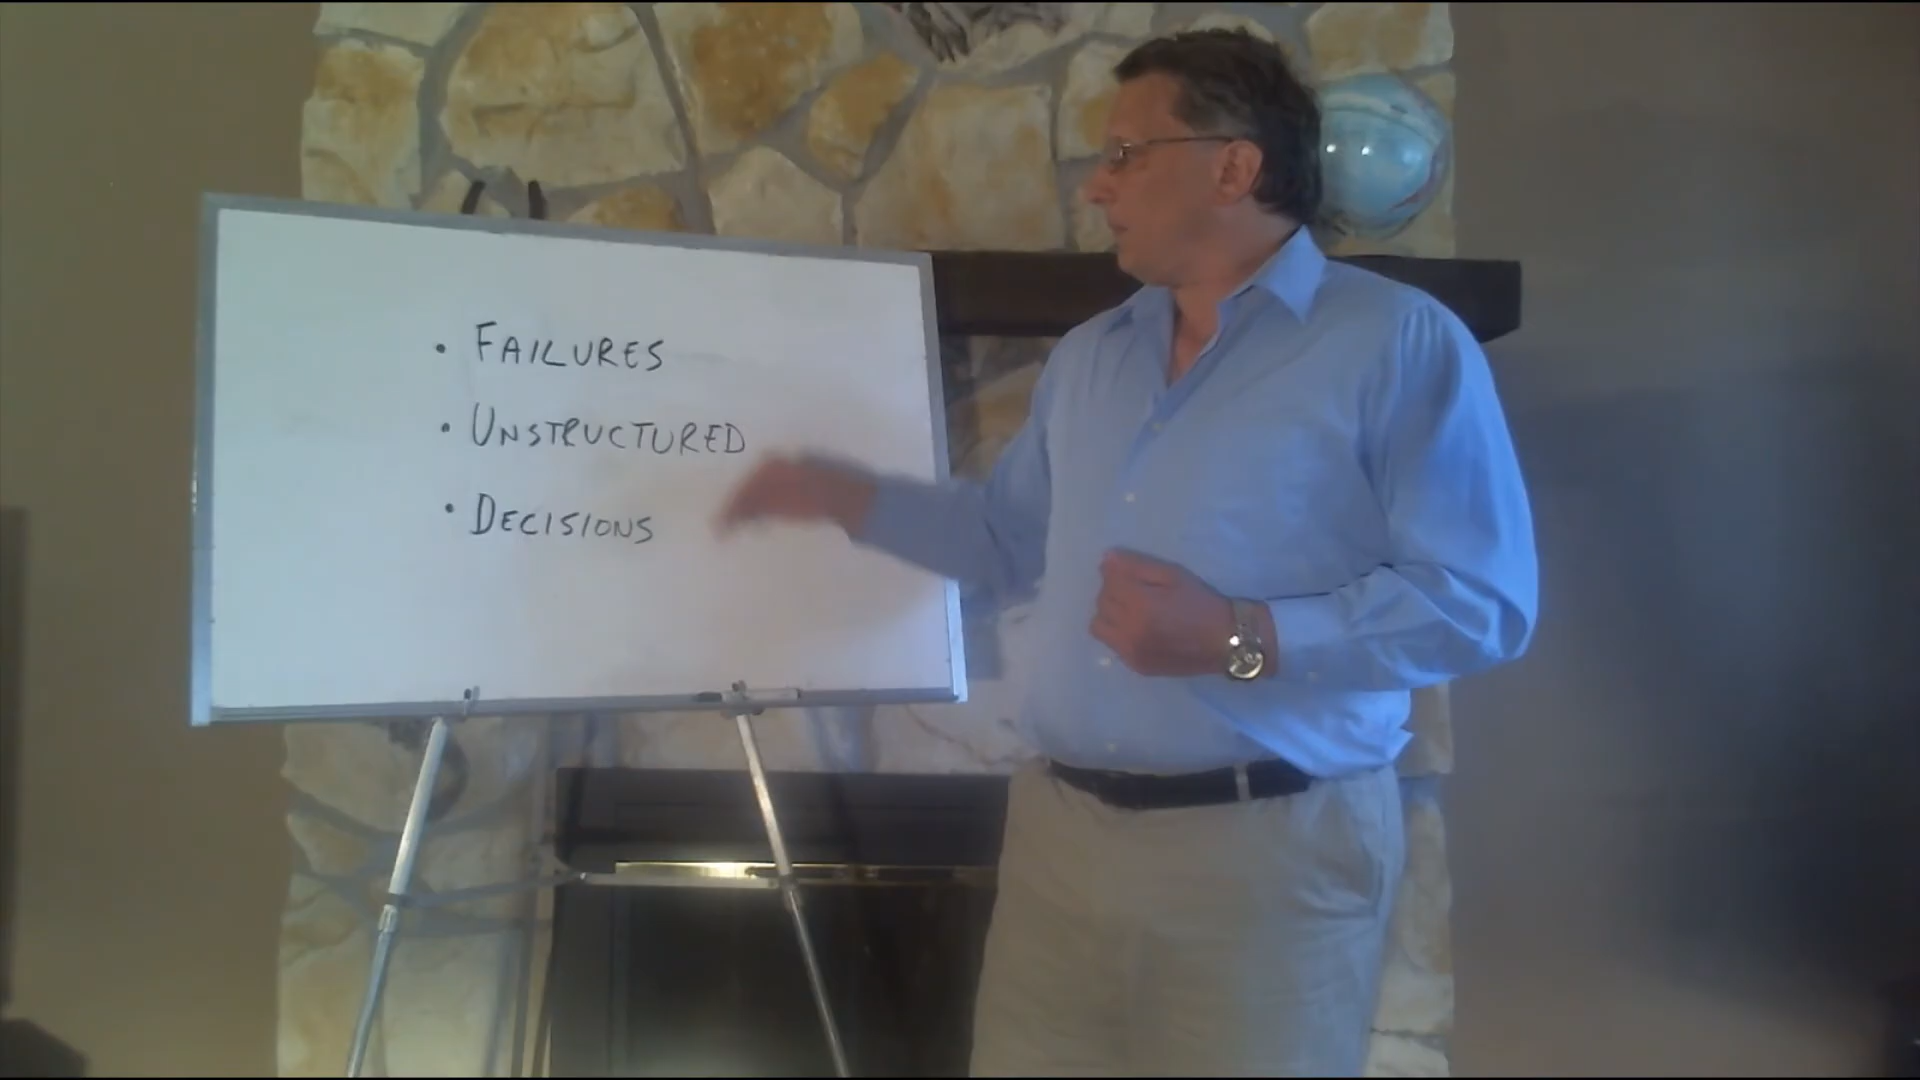 • FAILURES
• UNSTRUCTURED
• DECISIONS